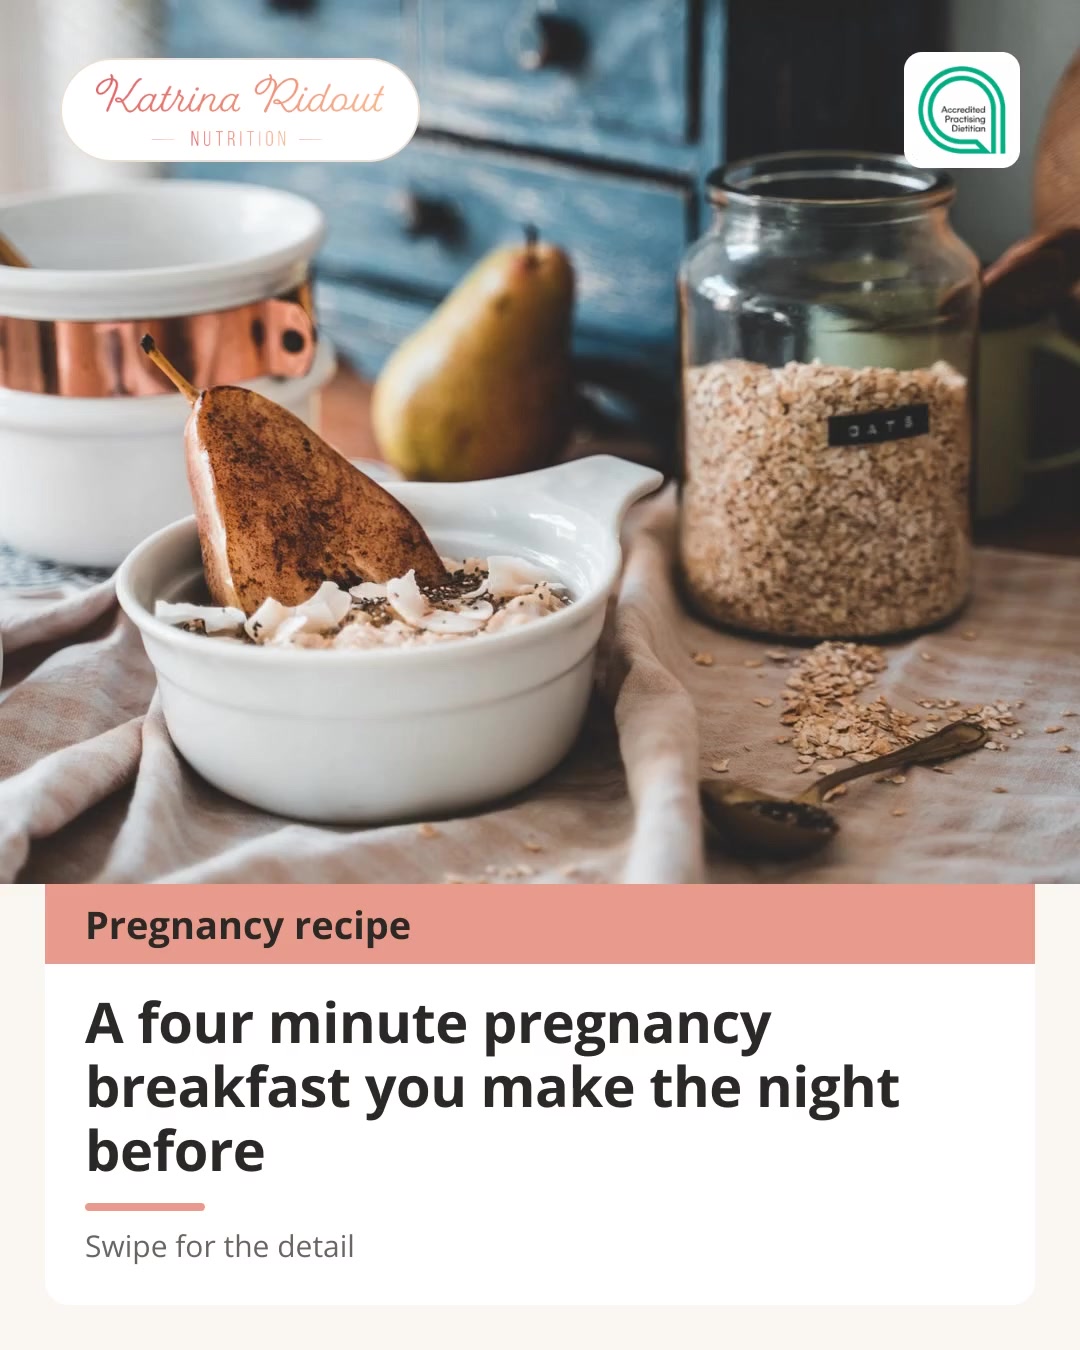 Katrina Ridout
NUTRITION
Accredited
Practising
Dietitian
OATS
Pregnancy recipe
A four minute pregnancy
breakfast you make the night
before
Swipe for the detail